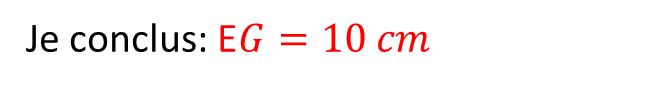 Je conclus: EG = 10 cm